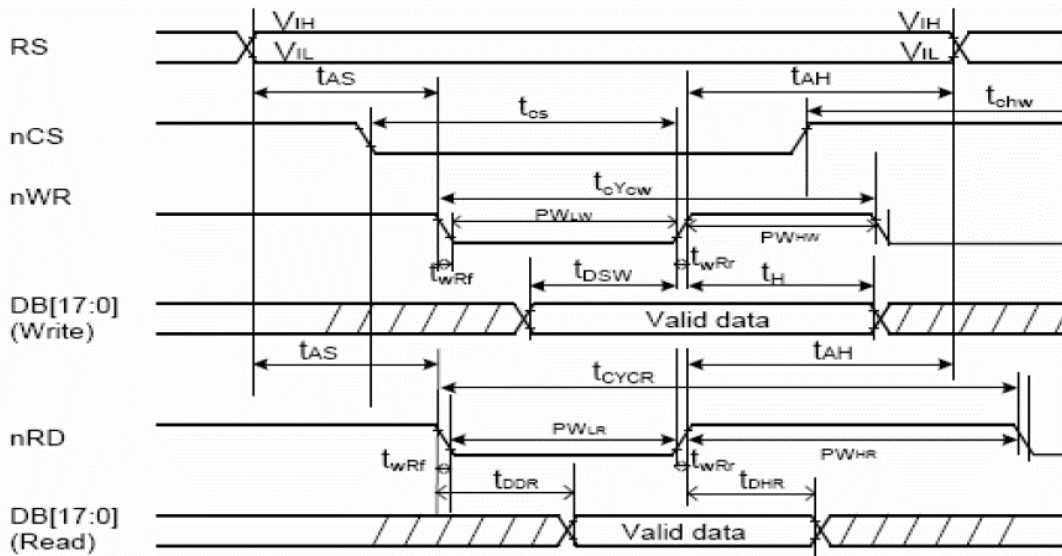 VIH VIH
RS
VIL VIL
tAS tAH
tcs tchw
nCS
tcYcw
nWR
PWLW PWHW
twRf tDSW twRr tH
DB[17:0]
(Write)
Valid data
tAS tAH
tCYCR
nRD
PWLR PWHR
twRf twRr
tDDR tDHR
DB[17:0]
(Read)
Valid data